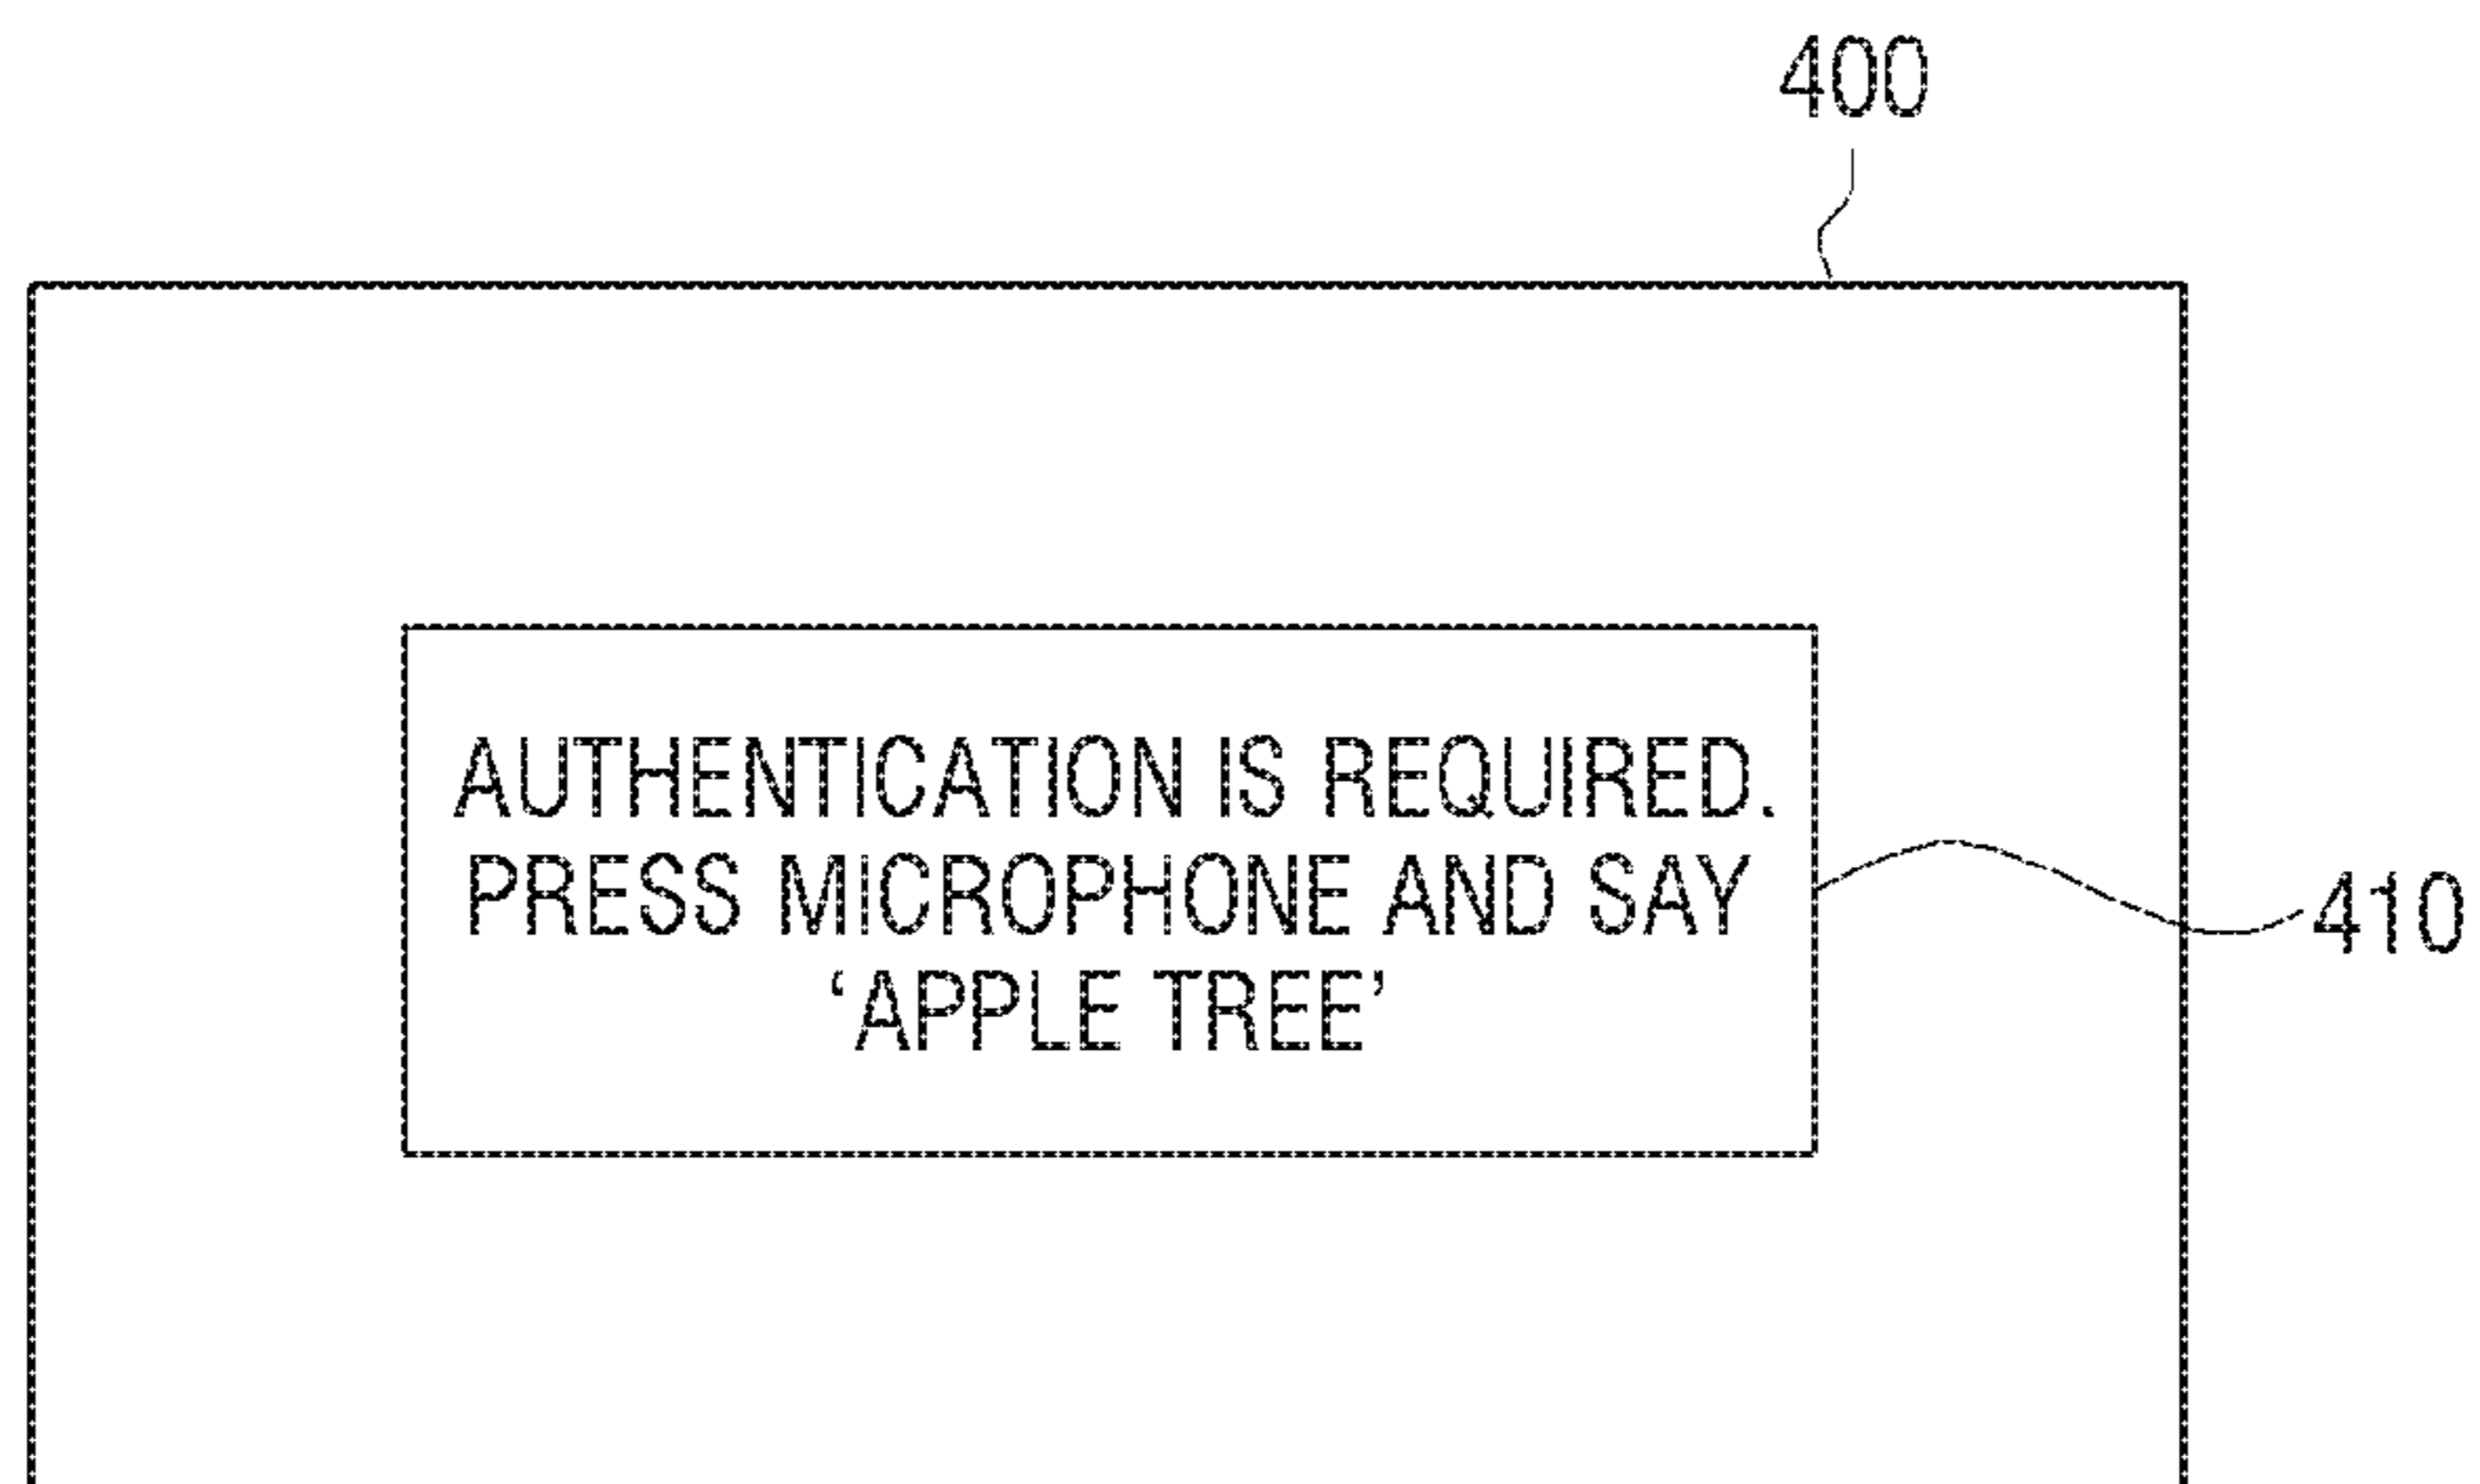 400
AUTHENTICATION IS REQUIRED.
PRESS MICROPHONE AND SAY
‘APPLE TREE’
410